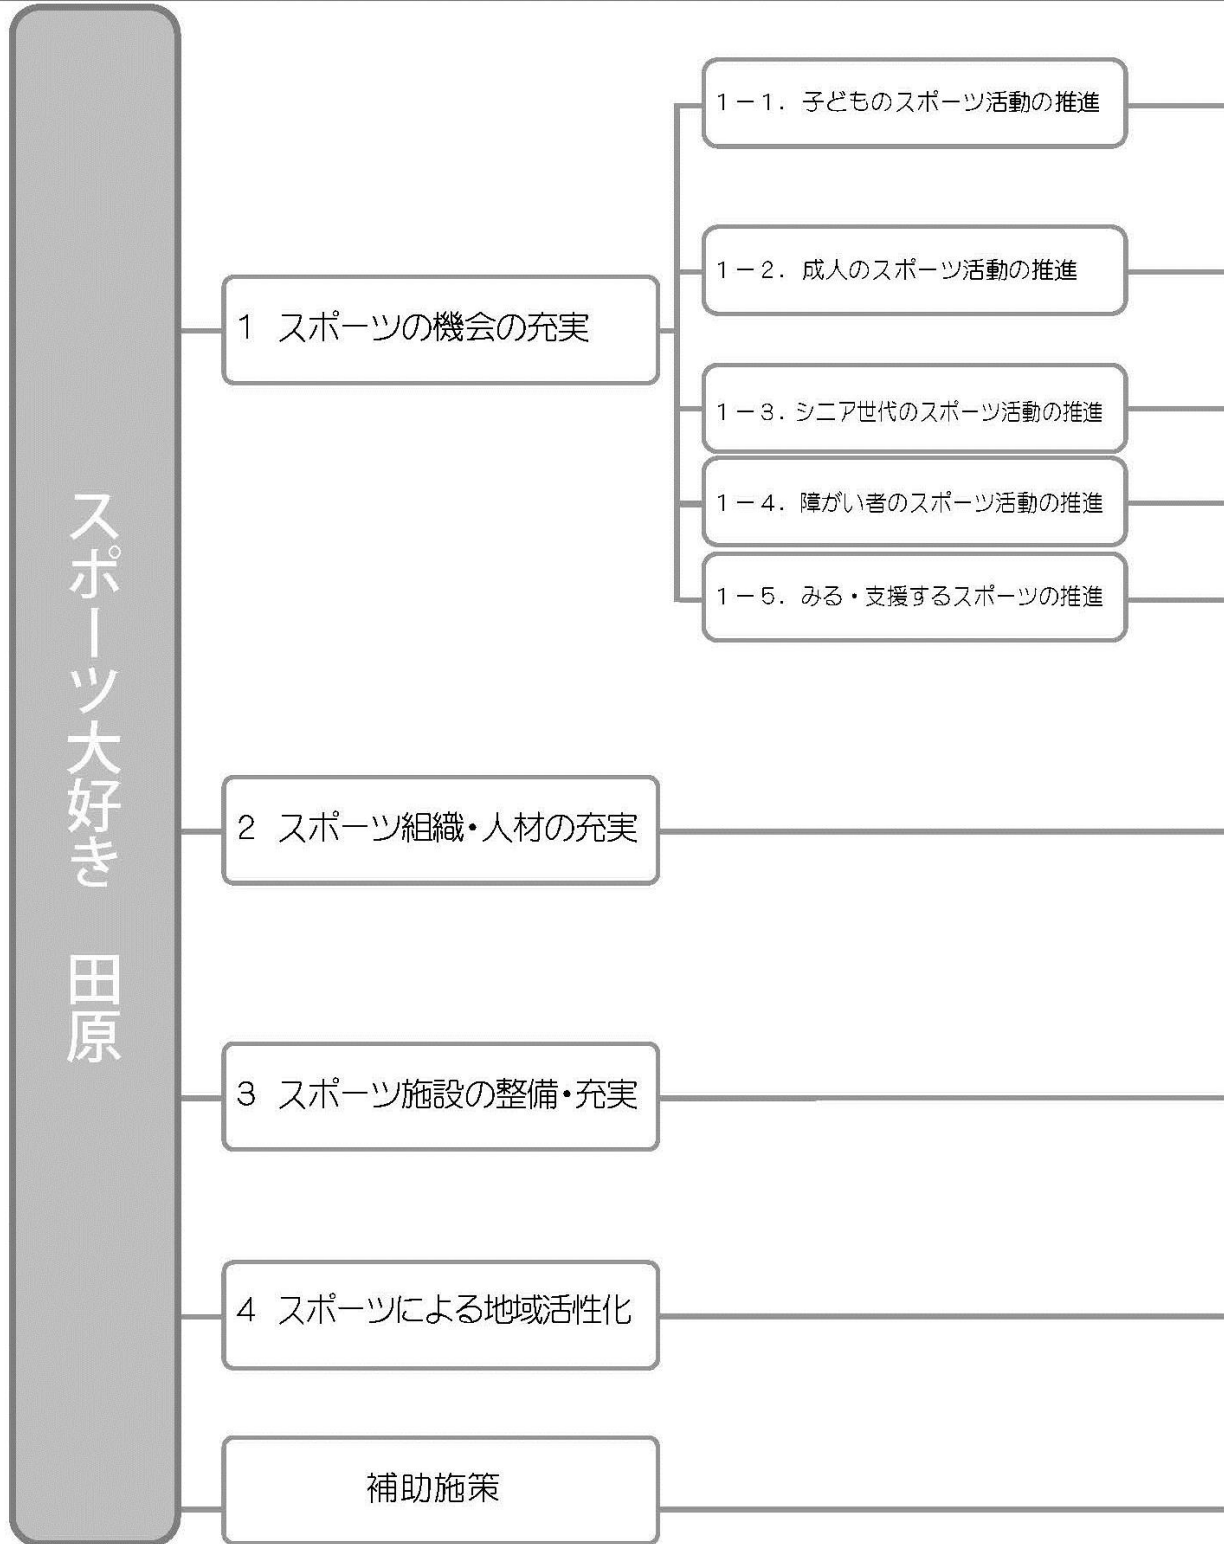 スポーツ大好き　田原
1　スポーツの機会の充実
１－１．子どものスポーツ活動の推進
１－２．成人のスポーツ活動の推進
１－３．シニア世代のスポーツ活動の推進
１－４．障がい者のスポーツ活動の推進
１－５．みる・支援するスポーツの推進
2　スポーツ組織・人材の充実
3　スポーツ施設の整備・充実
4　スポーツによる地域活性化
補助施策